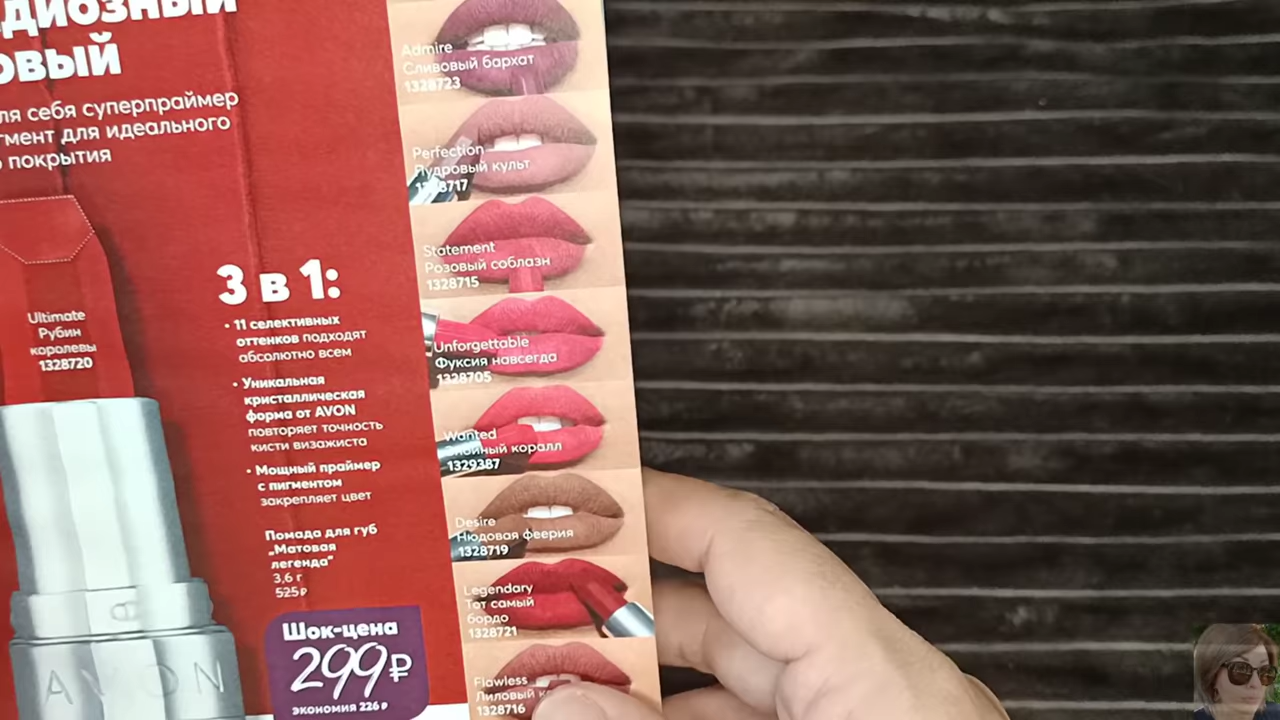 овый
ля себя суперпраймер
гмент для идеального
покрытия
Ultimate
Рубин
королевы
1328720
3 в 1:
• 11 селективных
оттенков подходят
абсолютно всем
• Уникальная
кристаллическая
форма от AVON
повторяет точность
кисти визажиста
• Мощный праймер
с пигментом
закрепляет цвет
Помада для губ
„Матовая
легенда"
3,6 г
525₽
Шок-цена
299₽
экономия 226₽
AVON
Admire
Сливовый бархат
1328723
Perfection
Пудровый культ
1328717
Statement
Розовый соблазн
1328715
Unforgettable
Фуксия навсегда
1328705
Wanted
коралл
1329387
Desire
Нюдовая феерия
1328719
Legendary
Тот самый
бордо
1328721
Flawless
Лиловый
1328716